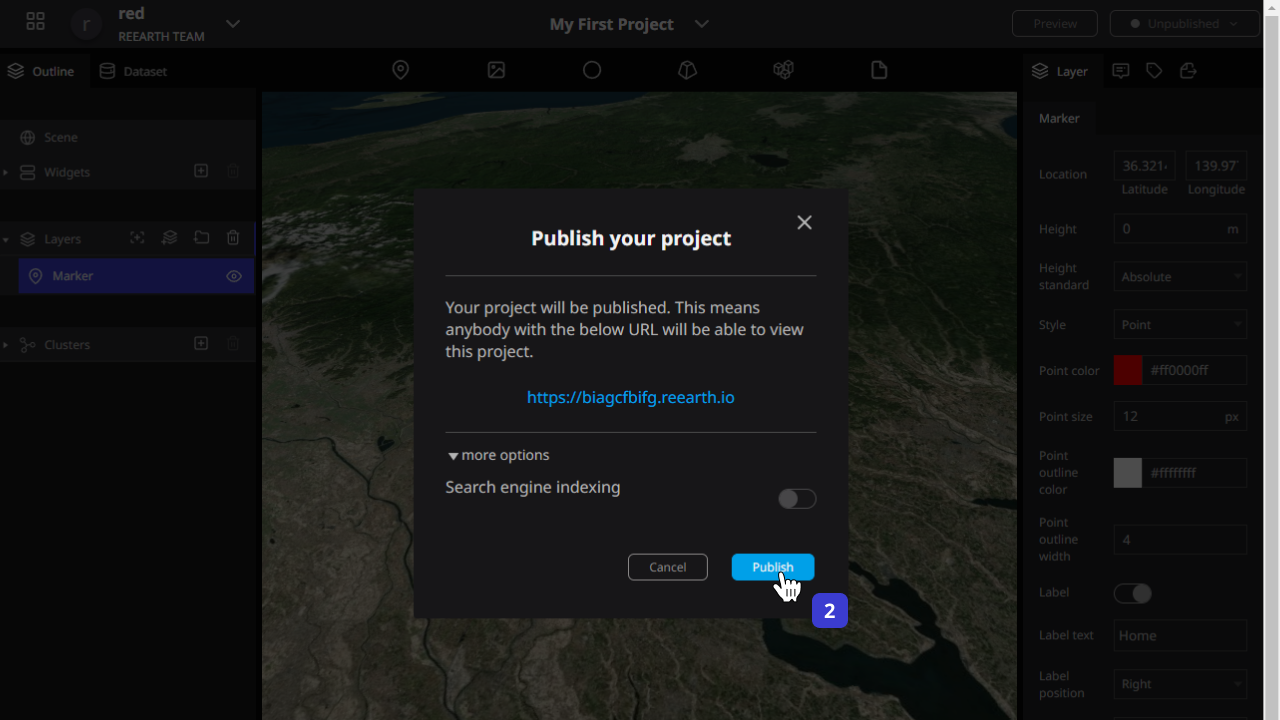 r
red
REEARTH TEAM
My First Project
Preview
Unpublished
Outline
Dataset
Layer
Scene
Widgets
Layers
Marker
Clusters
Publish your project
Your project will be published. This means
anybody with the below URL will be able to view
this project.
https://biagcfbifg.reearth.io
more options
Search engine indexing
Cancel
Publish
2
Marker
Location
36.321
139.97
Latitude
Longitude
Height
0
m
Height
standard
Absolute
Style
Point
Point color
#ff0000ff
Point size
12
px
Point
outline
color
#ffffffff
Point
outline
width
4
Label
Label text
Home
Label
position
Right